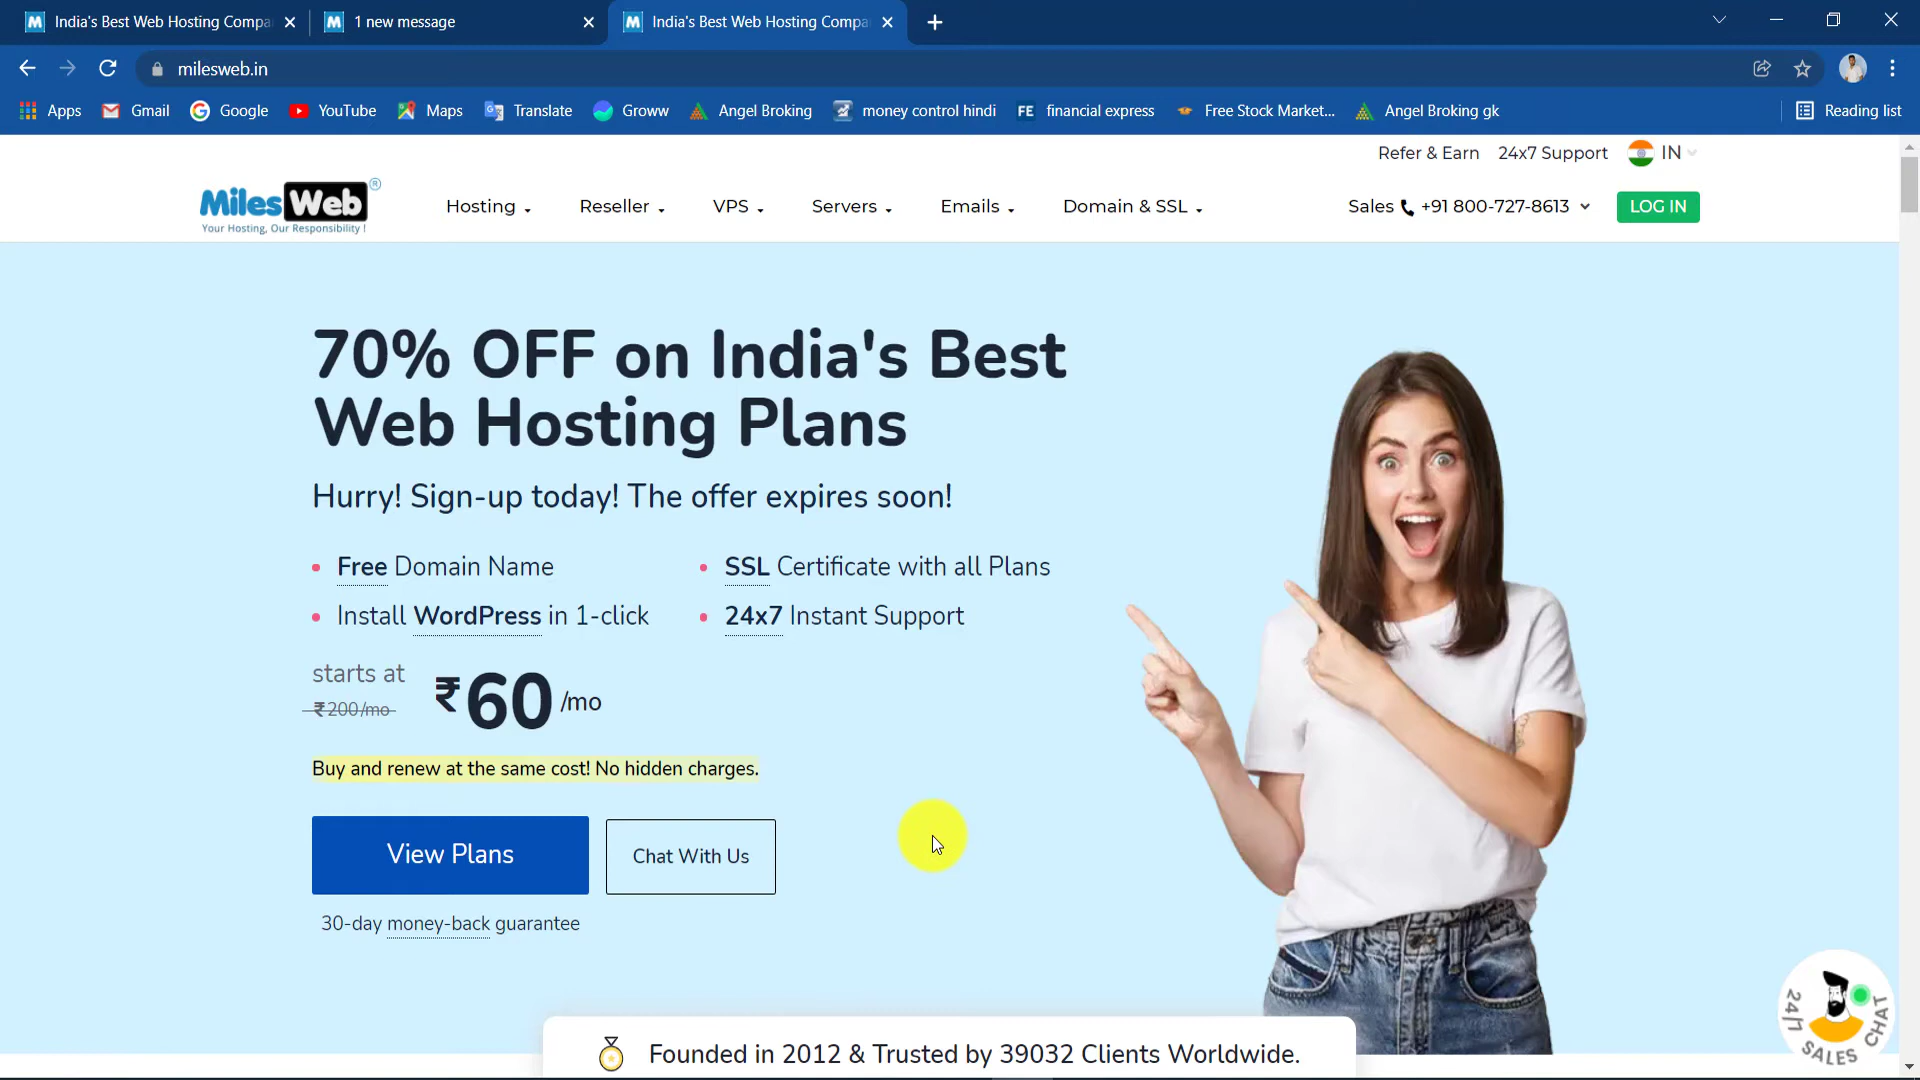 India's Best Web Hosting Compa
1 new message
India's Best Web Hosting Compa
milesweb.in
Apps
Gmail
Google
YouTube
Maps
Translate
Groww
Angel Broking
money control hindi
FE financial express
Free Stock Market...
Angel Broking gk
Reading list
Refer & Earn
24x7 Support
IN
MilesWeb®
Your Hosting, Our Responsibility !
Hosting
Reseller
VPS
Servers
Emails
Domain & SSL
Sales +91 800-727-8613
LOG IN
70% OFF on India's Best
Web Hosting Plans
Hurry! Sign-up today! The offer expires soon!
Free Domain Name
SSL Certificate with all Plans
Install WordPress in 1-click
24x7 Instant Support
starts at
₹200/mo
₹60/mo
Buy and renew at the same cost! No hidden charges.
View Plans
Chat With Us
30-day money-back guarantee
Founded in 2012 & Trusted by 39032 Clients Worldwide.
24/7 SALES CHAT